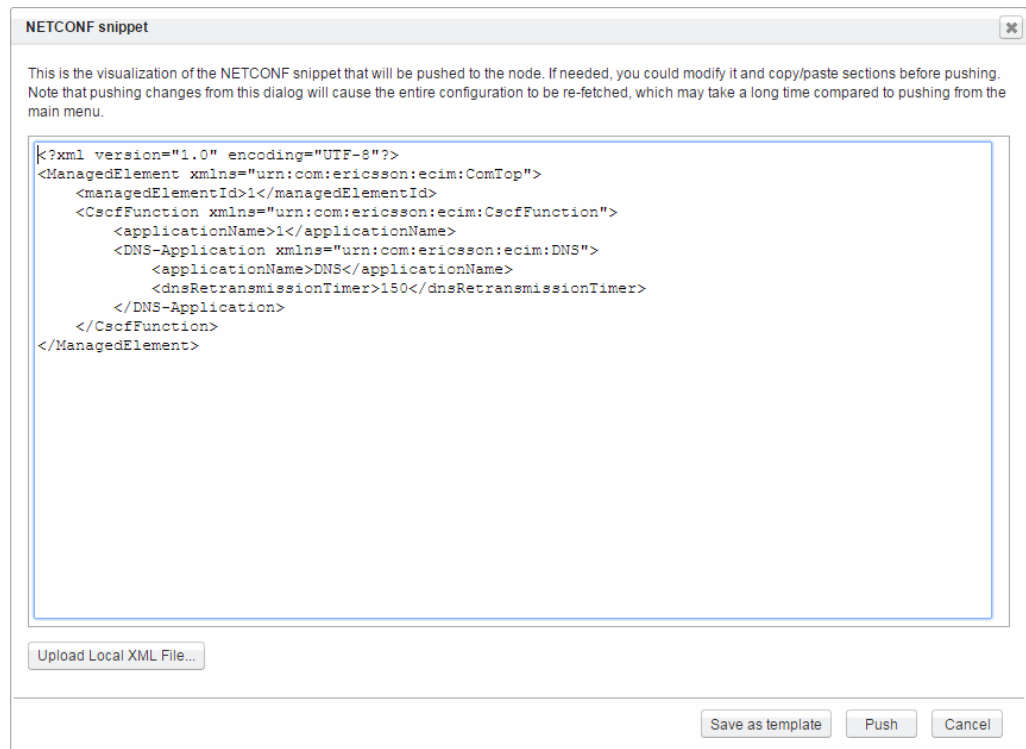 NETCONF snippet
This is the visualization of the NETCONF snippet that will be pushed to the node. If needed, you could modify it and copy/paste sections before pushing.
Note that pushing changes from this dialog will cause the entire configuration to be re-fetched, which may take a long time compared to pushing from the
main menu.
<?xml version="1.0" encoding="UTF-8"?>
<ManagedElement xmlns="urn:com:ericsson:ecim:ComTop">
    <managedElementId>1</managedElementId>
    <CscfFunction xmlns="urn:com:ericsson:ecim:CscfFunction">
        <applicationName>1</applicationName>
        <DNS-Application xmlns="urn:com:ericsson:ecim:DNS">
            <applicationName>DNS</applicationName>
            <dnsRetransmissionTimer>150</dnsRetransmissionTimer>
        </DNS-Application>
    </CscfFunction>
</ManagedElement>
Upload Local XML File...
Save as template Push Cancel